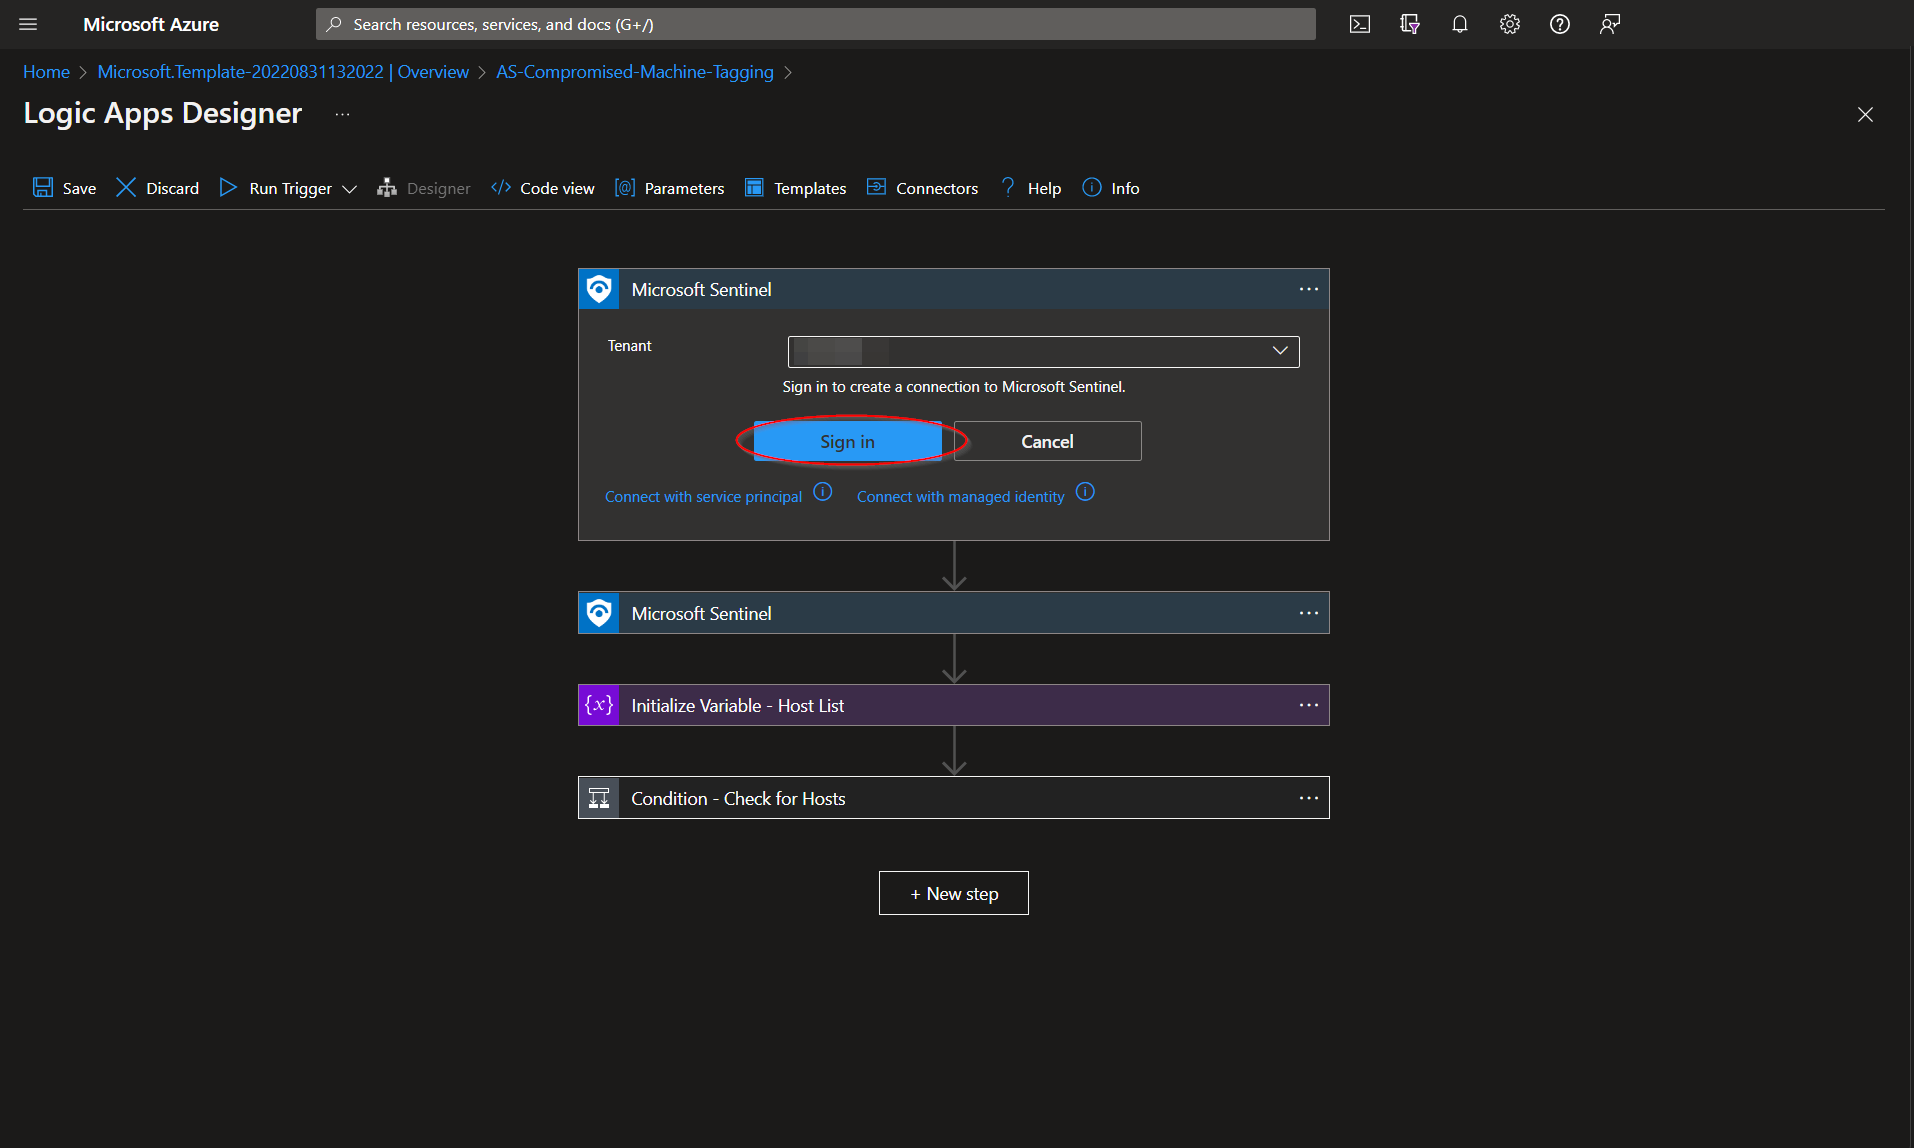 Microsoft Azure
Search resources, services, and docs (G+/)
Home > Microsoft.Template-20220831132022 | Overview > AS-Compromised-Machine-Tagging >
Logic Apps Designer ...
Save Discard Run Trigger Designer Code view Parameters Templates Connectors Help Info
Microsoft Sentinel
Tenant
Sign in to create a connection to Microsoft Sentinel.
Sign in Cancel
Connect with service principal Connect with managed identity
Microsoft Sentinel
{x} Initialize Variable - Host List
Condition - Check for Hosts
+ New step